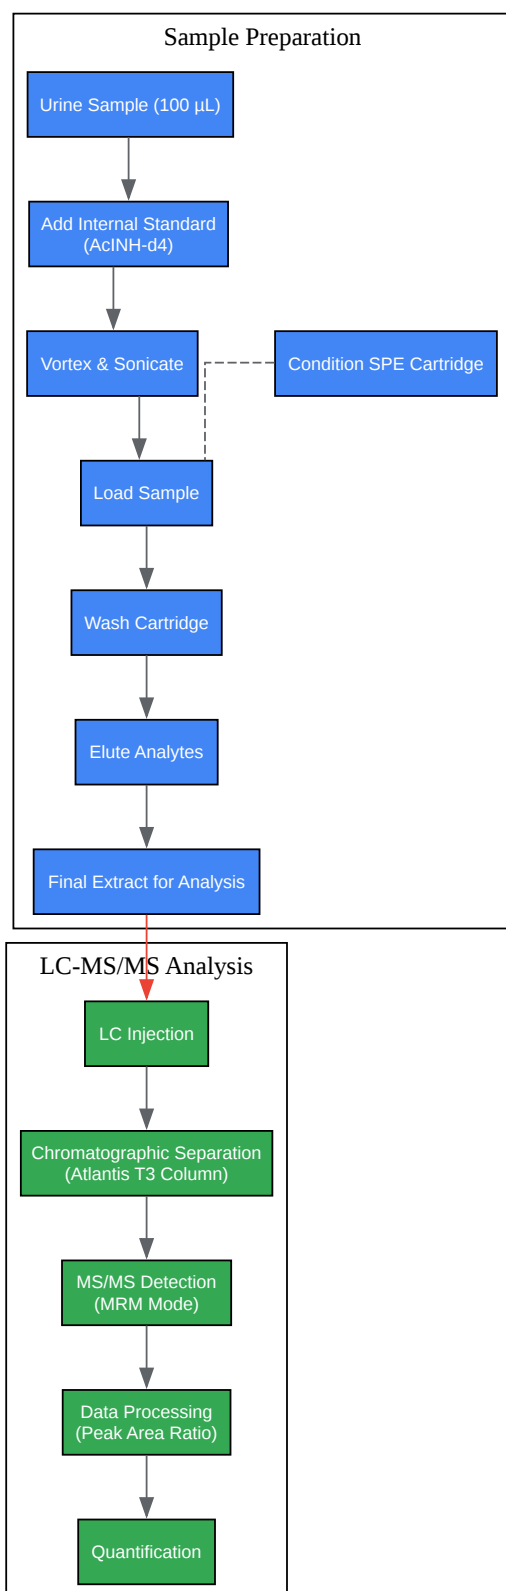 Sample Preparation
Urine Sample (100 µL)
Add Internal Standard
(AcINH-d4)
Vortex & Sonicate
Condition SPE Cartridge
Load Sample
Wash Cartridge
Elute Analytes
Final Extract for Analysis
LC-MS/MS Analysis
LC Injection
Chromatographic Separation
(Atlantis T3 Column)
MS/MS Detection
(MRM Mode)
Data Processing
(Peak Area Ratio)
Quantification